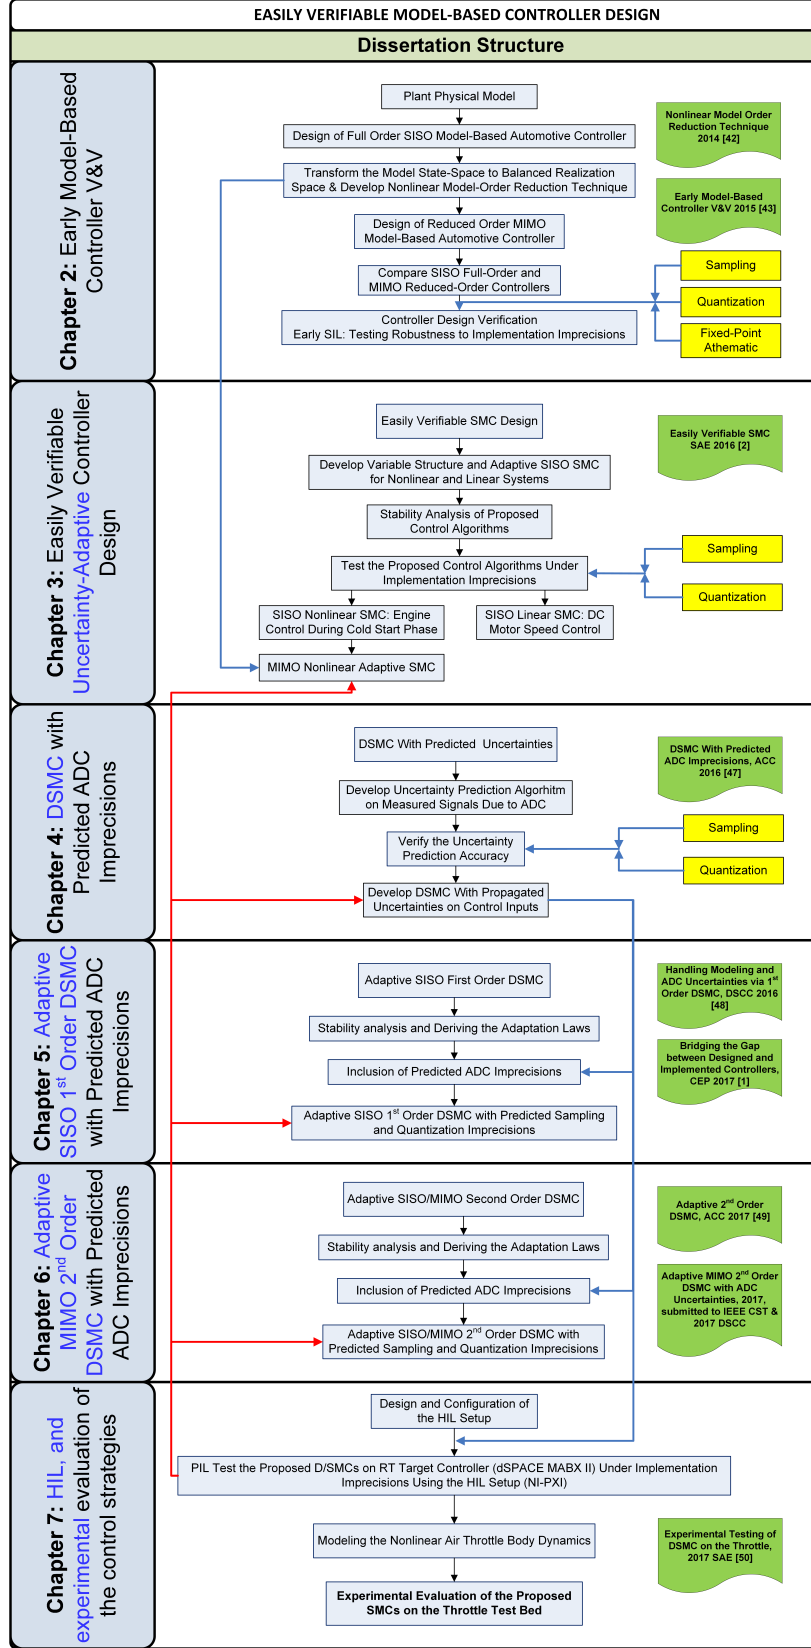 EASILY VERIFIABLE MODEL-BASED CONTROLLER DESIGN
Dissertation Structure
Chapter 2: Early Model-Based
Controller V&V
Plant Physical Model
Design of Full Order SISO Model-Based Automotive Controller
Transform the Model State-Space to Balanced Realization
Space & Develop Nonlinear Model-Order Reduction Technique
Design of Reduced Order MIMO
Model-Based Automotive Controller
Compare SISO Full-Order and
MIMO Reduced-Order Controllers
Controller Design Verification
Early SIL: Testing Robustness to Implementation Imprecisions
Nonlinear Model Order
Reduction Technique
2014 [42]
Early Model-Based
Controller V&V 2015 [43]
Sampling
Quantization
Fixed-Point
Athematic
Chapter 3: Easily Verifiable
Uncertainty-Adaptive Controller
Design
Easily Verifiable SMC Design
Develop Variable Structure and Adaptive SISO SMC
for Nonlinear and Linear Systems
Stability Analysis of Proposed
Control Algorithms
Test the Proposed Control Algorithms Under
Implementation Imprecisions
SISO Nonlinear SMC: Engine
Control During Cold Start Phase
SISO Linear SMC: DC
Motor Speed Control
MIMO Nonlinear Adaptive SMC
Easily Verifiable SMC
SAE 2016 [2]
Sampling
Quantization
Chapter 4: DSMC with
Predicted ADC
Imprecisions
DSMC With Predicted Uncertainties
Develop Uncertainty Prediction Algorhitm
on Measured Signals Due to ADC
Verify the Uncertainty
Prediction Accuracy
Develop DSMC With Propagated
Uncertainties on Control Inputs
DSMC With Predicted
ADC Imprecisions, ACC
2016 [47]
Sampling
Quantization
Chapter 5: Adaptive
SISO 1st Order DSMC
with Predicted ADC
Imprecisions
Adaptive SISO First Order DSMC
Stability analysis and Deriving the Adaptation Laws
Inclusion of Predicted ADC Imprecisions
Adaptive SISO 1st Order DSMC with Predicted Sampling
and Quantization Imprecisions
Handling Modeling and
ADC Uncertainties via 1st
Order DSMC, DSCC 2016
[48]
Bridging the Gap
between Designed and
Implemented Controllers,
CEP 2017 [1]
Chapter 6: Adaptive
MIMO 2nd Order
DSMC with Predicted
ADC Imprecisions
Adaptive SISO/MIMO Second Order DSMC
Stability analysis and Deriving the Adaptation Laws
Inclusion of Predicted ADC Imprecisions
Adaptive SISO/MIMO 2nd Order DSMC with
Predicted Sampling and Quantization Imprecisions
Adaptive 2nd Order
DSMC, ACC 2017 [49]
Adaptive MIMO 2nd Order
DSMC with ADC
Uncertainties, 2017,
submitted to IEEE CST &
2017 DSCC
Chapter 7: HIL, and
experimental evaluation of
the control strategies
Design and Configuration of
the HIL Setup
PIL Test the Proposed D/SMCs on RT Target Controller (dSPACE MABX II) Under Implementation
Imprecisions Using the HIL Setup (NI-PXI)
Modeling the Nonlinear Air Throttle Body Dynamics
Experimental Evaluation of the Proposed
SMCs on the Throttle Test Bed
Experimental Testing of
DSMC on the Throttle,
2017 SAE [50]